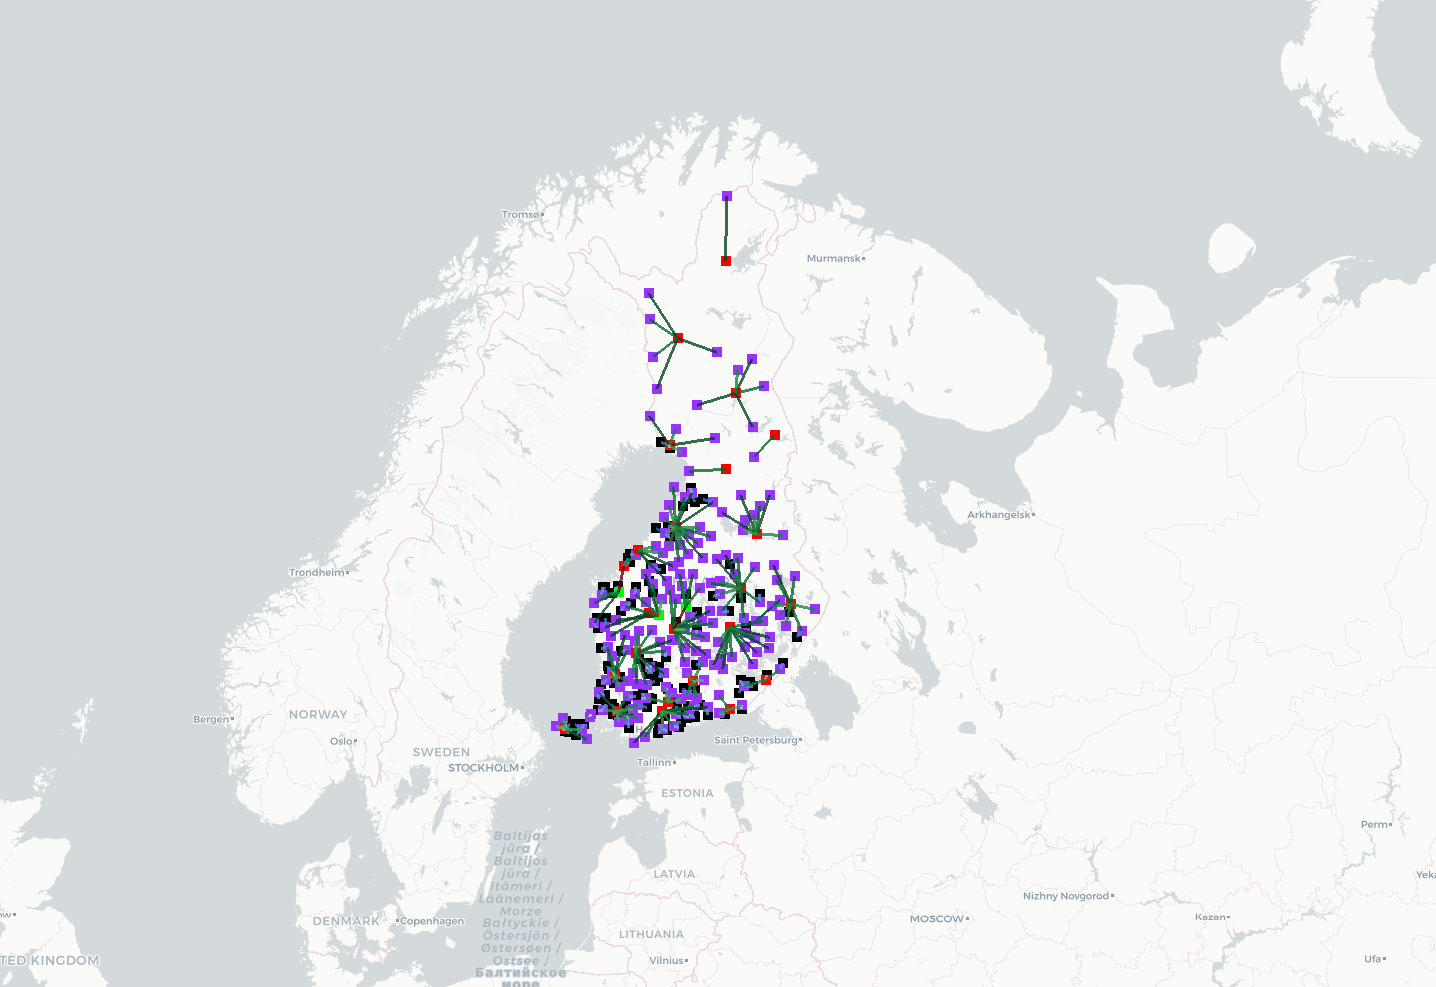 Tromsø
Murmansk
Arkhangelsk
Trondheim
Bergen
NORWAY
Oslo
SWEDEN
STOCKHOLM
H
Saint Petersburg
Tallinn
ESTONIA
Baltijas
jūra /
Baltijos
jūra /
Itämeri /
Läänemeri /
Morze
Bałtyckie /
Östersjön /
Østersøen /
Ostsee /
Балтийское
море
LATVIA
LITHUANIA
Vilnius
DENMARK
Copenhagen
TED KINGDOM
MOSCOW
Nizhny Novgorod
Kazan
Perm
Yeka
Ufa